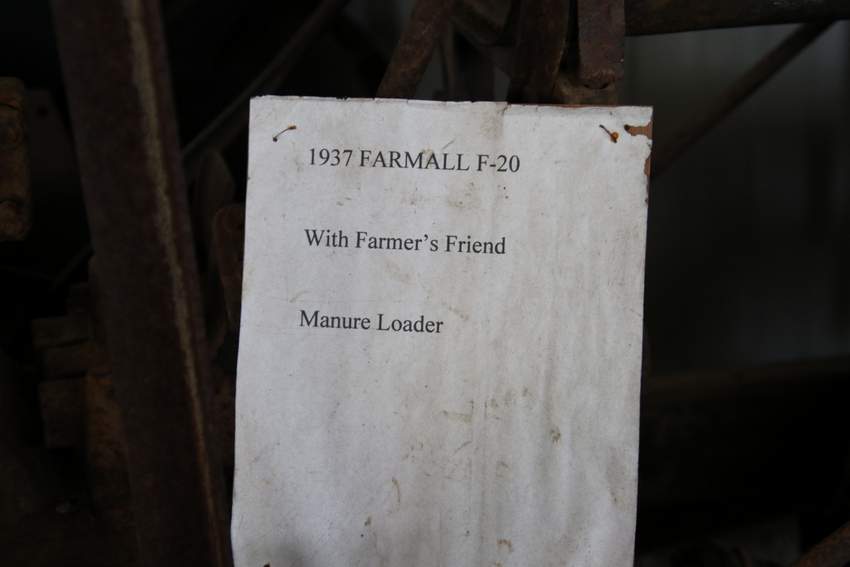 1937 FARMALL F-20
With Farmer’s Friend
Manure Loader